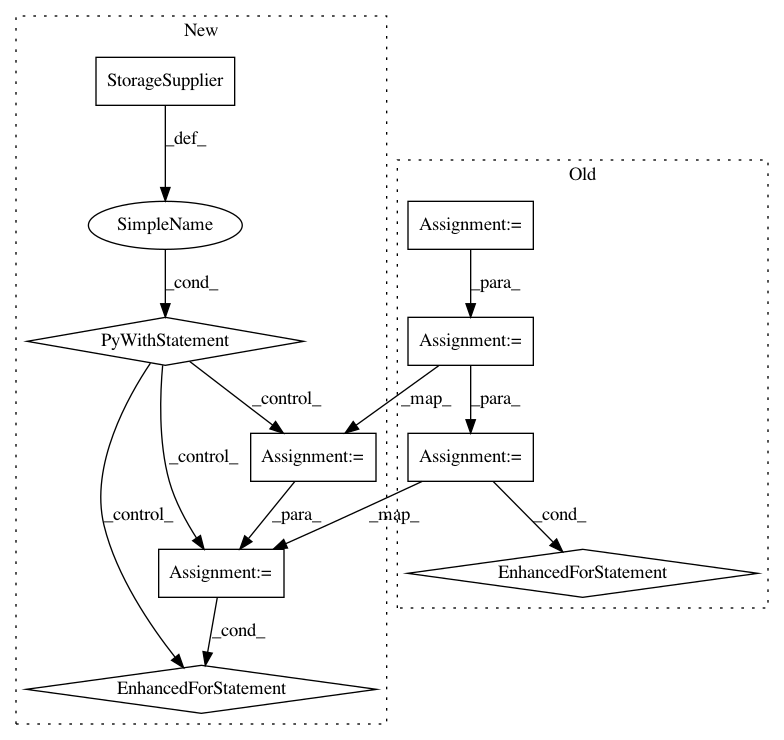 New
StorageSupplier
_def_
Old
SimpleName
Assignment:=
_cond_
_para_
PyWithStatement
Assignment:=
_control_
_map_
_para_
_control_
Assignment:=
Assignment:=
_control_
_para_
_map_
_cond_
Assignment:=
EnhancedForStatement
_cond_
EnhancedForStatement